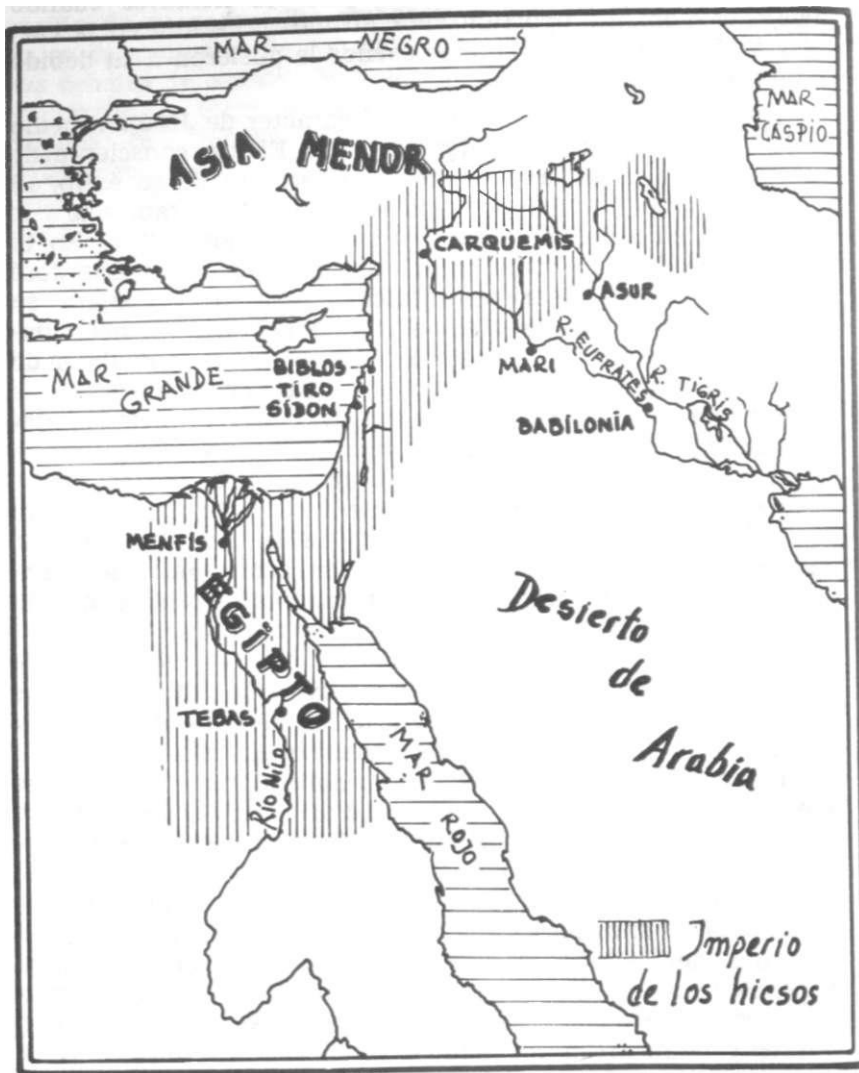 MAR NEGRO
MAR
CASPIO
ASIA MENOR
CARQUEMIS
ASUR
MAR
GRANDE
BIBLOS
TIRO
SIDON
MARI
R. EUFRATES
R. TIGRIS
BABILONIA
MENFIS
EGIPTO
TEBAS
RIO NILO
MAR
ROJO
Desierto
de
Arabia
Imperio
de los hicsos